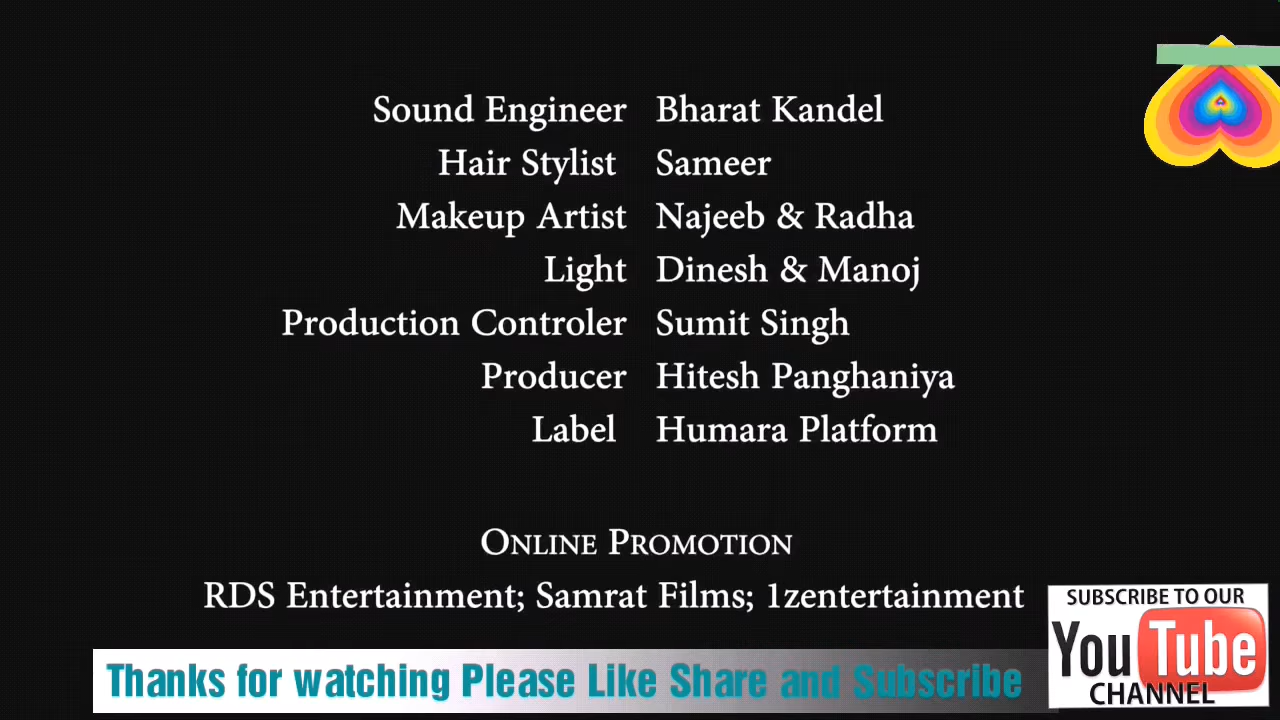 Sound Engineer Bharat Kandel
Hair Stylist Sameer
Makeup Artist Najeeb & Radha
Light Dinesh & Manoj
Production Controler Sumit Singh
Producer Hitesh Panghaniya
Label Humara Platform
ONLINE PROMOTION
RDS Entertainment; Samrat Films; 1zentertainment
SUBSCRIBE TO OUR
YouTube
CHANNEL
Thanks for watching Please Like Share and Subscribe